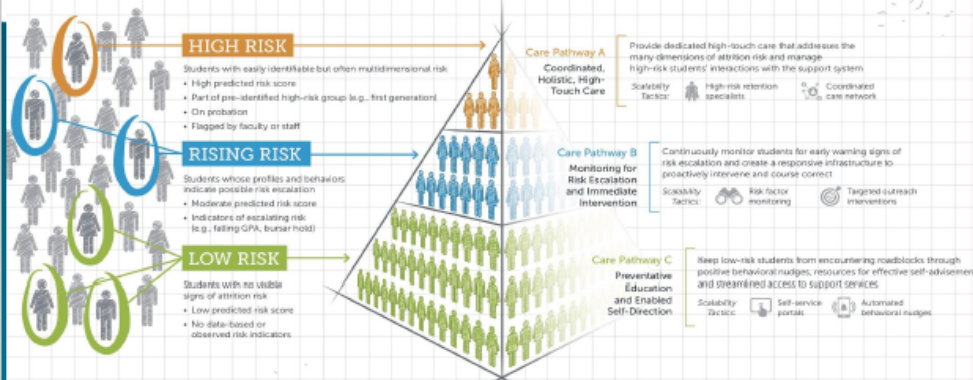 HIGH RISK
Students with easily identifiable but often multidimensional risk
• High predicted risk score
• Part of pre-identified high-risk group (e.g., first generation)
• On probation
• Flagged by faculty or staff
Care Pathway A
Coordinated,
Holistic, High-
Touch Care
Provide dedicated high-touch care that addresses the
many dimensions of attrition risk and manage
high-risk students' interactions with the support system
Scalability
Tactics:
High-risk retention
specialists
Coordinated
care network
RISING RISK
Students whose profiles and behaviors
indicate possible risk escalation
• Moderate predicted risk score
• Indicators of escalating risk
(e.g., falling GPA, bursar hold)
Care Pathway B
Monitoring for
Risk Escalation
and Immediate
Intervention
Continuously monitor students for early warning signs of
risk escalation and create a responsive infrastructure to
proactively intervene and course correct
Scalability
Tactics:
Risk factor
monitoring
Targeted outreach
interventions
LOW RISK
Students with no visible
signs of attrition risk
• Low predicted risk score
• No data-based or
observed risk indicators
Care Pathway C
Preventative
Education
and Enabled
Self-Direction
Keep low-risk students from encountering roadblocks through
positive behavioral nudges, resources for effective self-advisement
and streamlined access to support services
Scalability
Tactics:
Self-service
portals
Automated
behavioral nudges